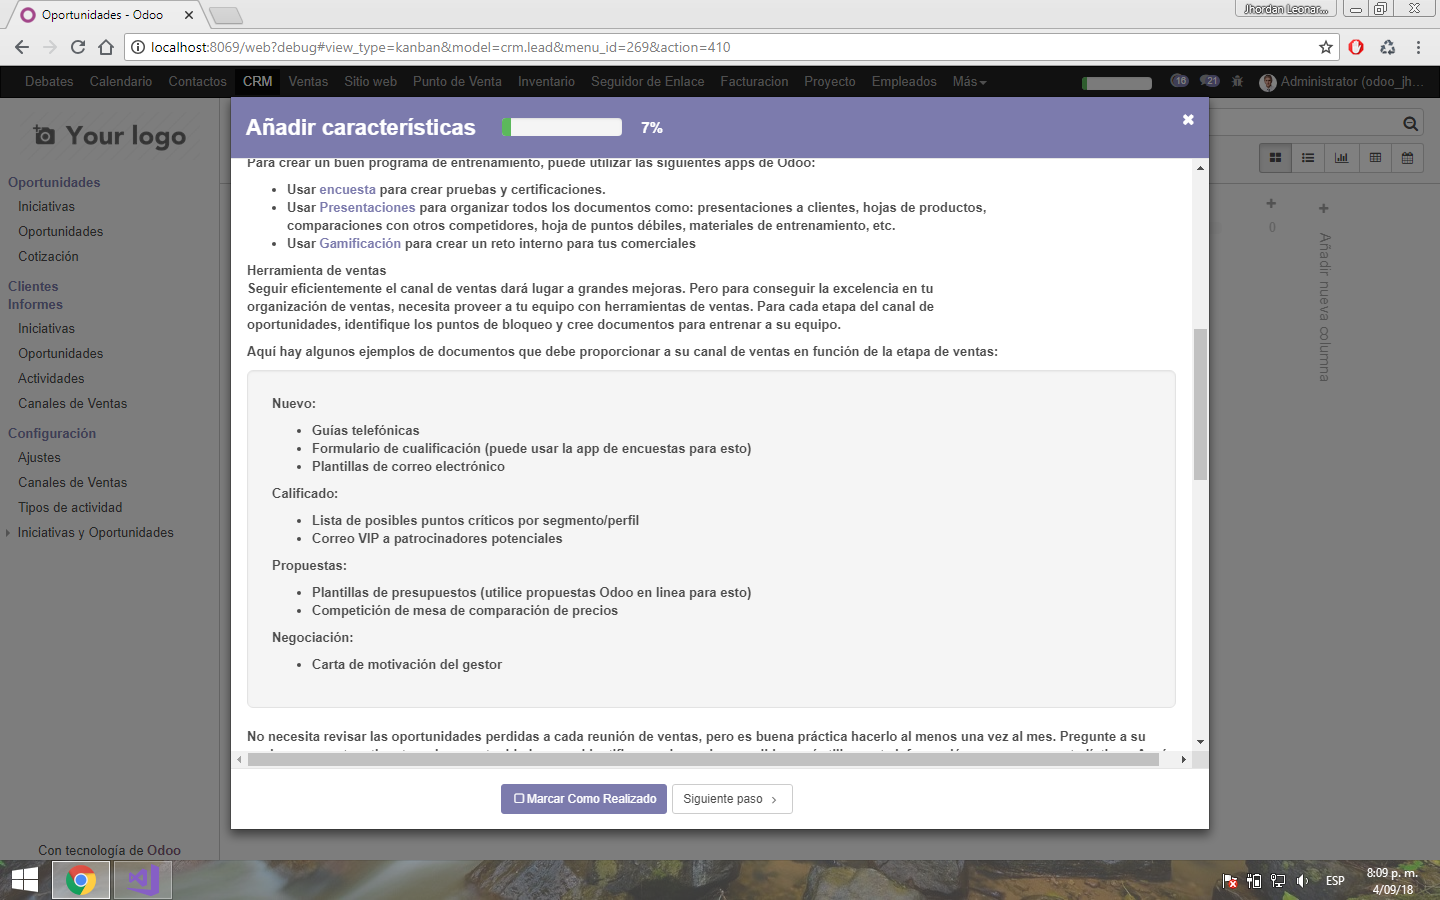 Oportunidades - Odoo
Jhordan Leonar...
localhost:8069/web?debug#view_type=kanban&model=crm.lead&menu_id=269&action=410
Debates Calendario Contactos CRM Ventas Sitio web Punto de Venta Inventario Seguidor de Enlace Facturacion Proyecto Empleados Más 16 21 Administrator (odoo_jh...
Your logo
Oportunidades
Iniciativas
Oportunidades
Cotización
Clientes
Informes
Iniciativas
Oportunidades
Actividades
Canales de Ventas
Configuración
Ajustes
Canales de Ventas
Tipos de actividad
Iniciativas y Oportunidades
Con tecnología de Odoo
Añadir características 7%
Para crear un buen programa de entrenamiento, puede utilizar las siguientes apps de Odoo:
• Usar encuesta para crear pruebas y certificaciones.
• Usar Presentaciones para organizar todos los documentos como: presentaciones a clientes, hojas de productos,
comparaciones con otros competidores, hoja de puntos débiles, materiales de entrenamiento, etc.
• Usar Gamificación para crear un reto interno para tus comerciales
Herramienta de ventas
Seguir eficientemente el canal de ventas dará lugar a grandes mejoras. Pero para conseguir la excelencia en tu
organización de ventas, necesita proveer a tu equipo con herramientas de ventas. Para cada etapa del canal de
oportunidades, identifique los puntos de bloqueo y cree documentos para entrenar a su equipo.
Aquí hay algunos ejemplos de documentos que debe proporcionar a su canal de ventas en función de la etapa de ventas:
Nuevo:
• Guías telefónicas
• Formulario de cualificación (puede usar la app de encuestas para esto)
• Plantillas de correo electrónico
Calificado:
• Lista de posibles puntos críticos por segmento/perfil
• Correo VIP a patrocinadores potenciales
Propuestas:
• Plantillas de presupuestos (utilice propuestas Odoo en linea para esto)
• Competición de mesa de comparación de precios
Negociación:
• Carta de motivación del gestor
No necesita revisar las oportunidades perdidas a cada reunión de ventas, pero es buena práctica hacerlo al menos una vez al mes. Pregunte a su
Marcar Como Realizado
Siguiente paso
0
Añadir nueva columna
ESP
8:09 p. m.
4/09/18